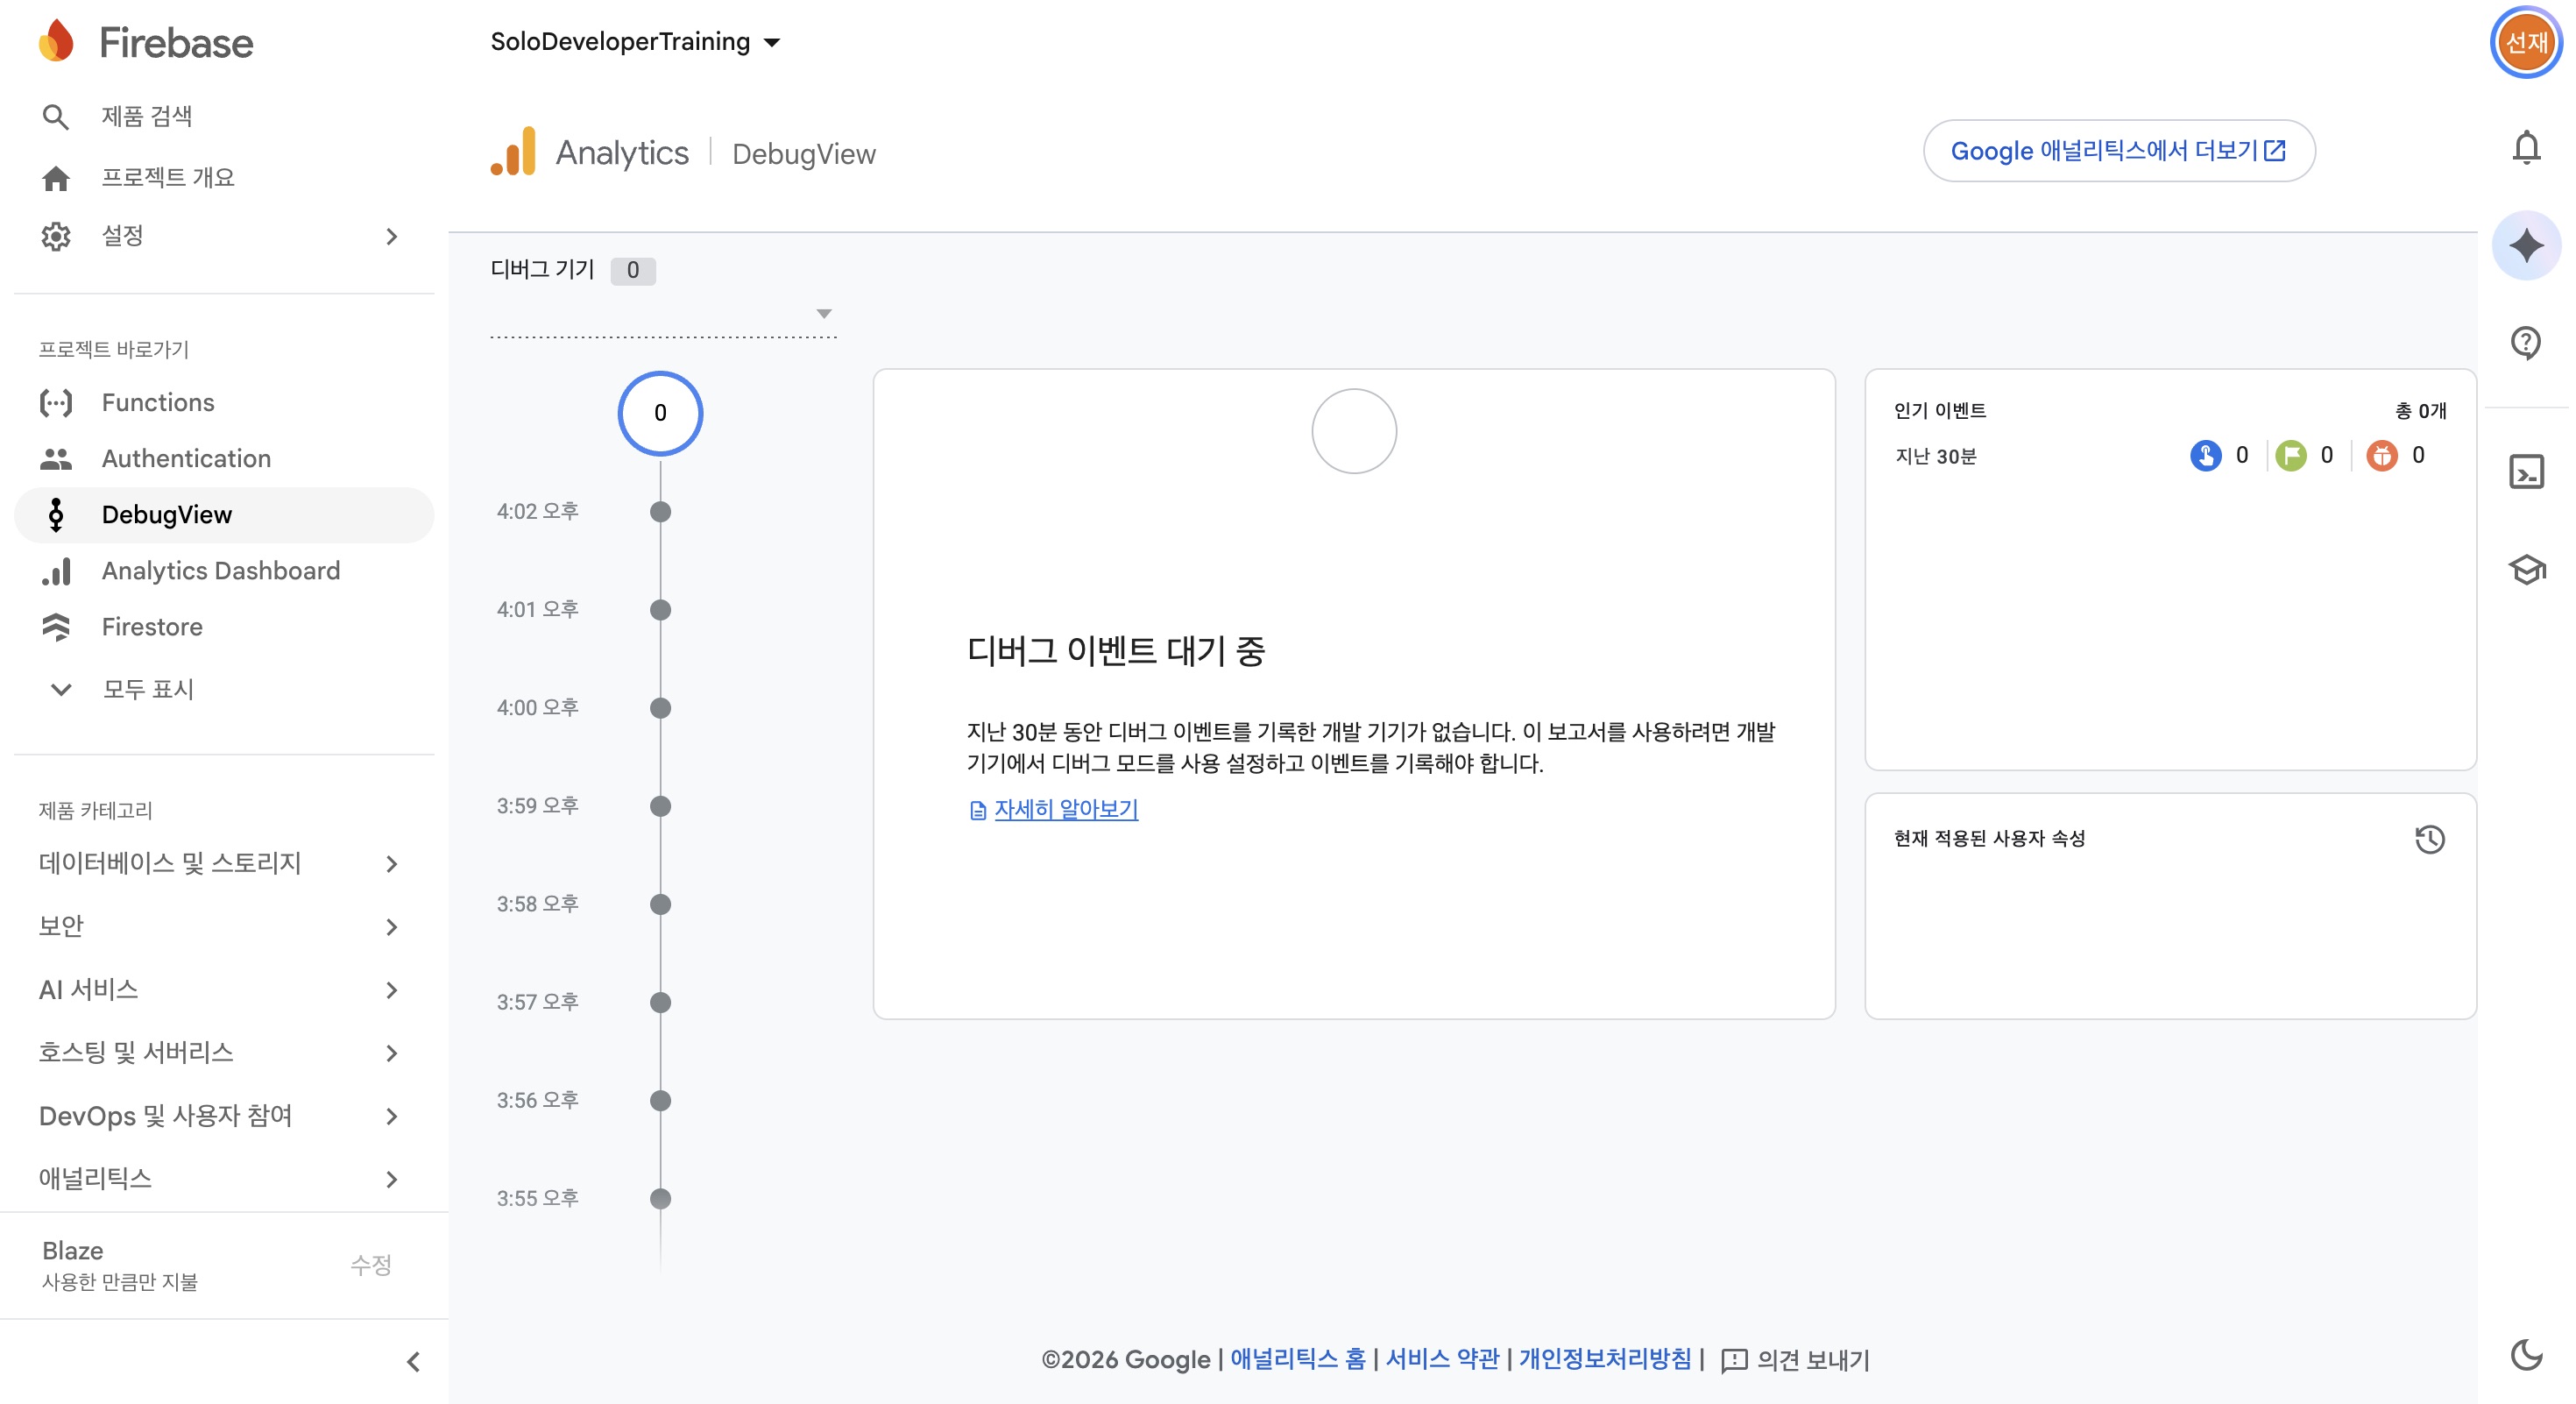 Firebase
제품 검색
프로젝트 개요
설정
프로젝트 바로가기
Functions
Authentication
DebugView
Analytics Dashboard
Firestore
모두 표시
제품 카테고리
데이터베이스 및 스토리지
보안
AI 서비스
호스팅 및 서버리스
DevOps 및 사용자 참여
애널리틱스
Blaze
사용한 만큼만 지불
수정
SoloDeveloperTraining
Analytics
DebugView
Google 애널리틱스에서 더보기
선재
디버그 기기 0
0
4:02 오후
4:01 오후
4:00 오후
3:59 오후
3:58 오후
3:57 오후
3:56 오후
3:55 오후
디버그 이벤트 대기 중
지난 30분 동안 디버그 이벤트를 기록한 개발 기기가 없습니다. 이 보고서를 사용하려면 개발
기기에서 디버그 모드를 사용 설정하고 이벤트를 기록해야 합니다.
자세히 알아보기
인기 이벤트 총 0개
지난 30분 0 0 0
현재 적용된 사용자 속성
©2026 Google | 애널리틱스 홈 | 서비스 약관 | 개인정보처리방침 | 의견 보내기